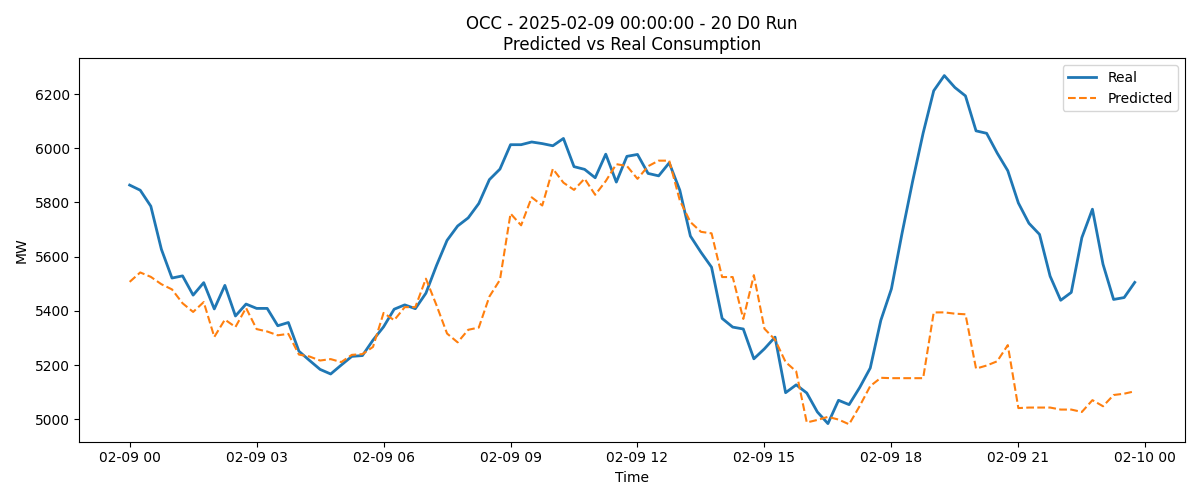 OCC - 2025-02-09 00:00:00 - 20 D0 Run
Predicted vs Real Consumption
Real
Predicted
MW
6200
6000
5800
5600
5400
5200
5000
02-09 00
02-09 03
02-09 06
02-09 09
02-09 12
02-09 15
02-09 18
02-09 21
02-10 00
Time